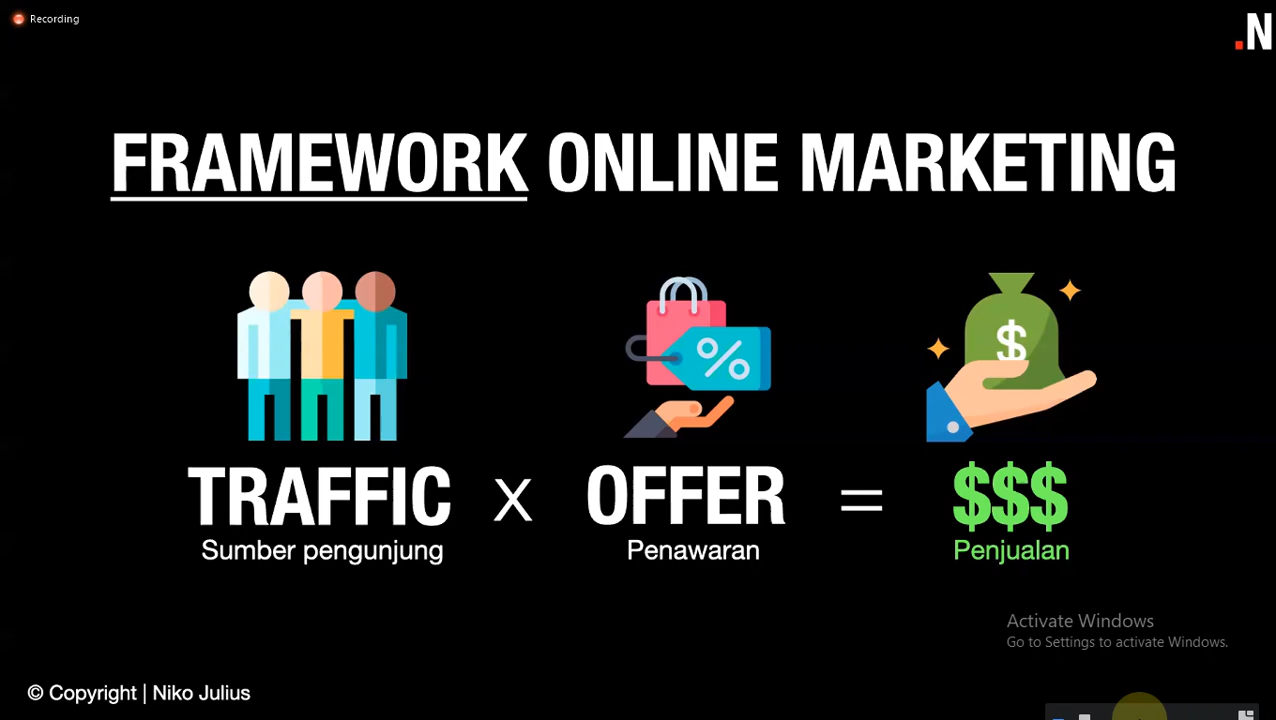 Recording
.N
FRAMEWORK ONLINE MARKETING
%
$
TRAFFIC x OFFER = $$$
Sumber pengunjung Penawaran Penjualan
Activate Windows
Go to Settings to activate Windows.
© Copyright | Niko Julius